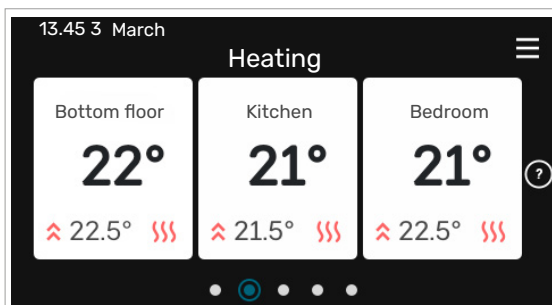 13.45 3 March
Heating
Bottom floor
Kitchen
Bedroom
22°
21°
21°
?
22.5°
21.5°
22.5°